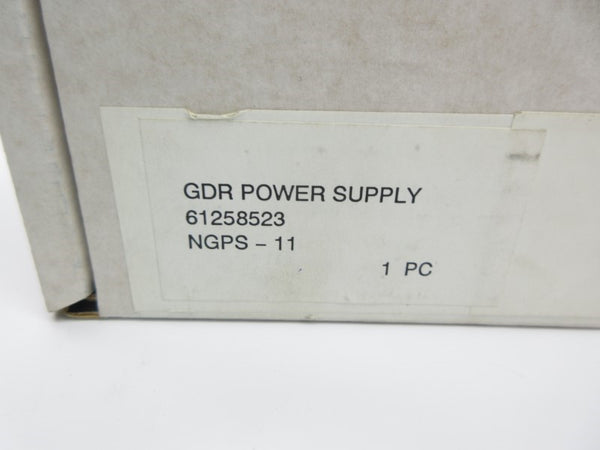 GDR POWER SUPPLY
61258523
NGPS – 11
1 PC